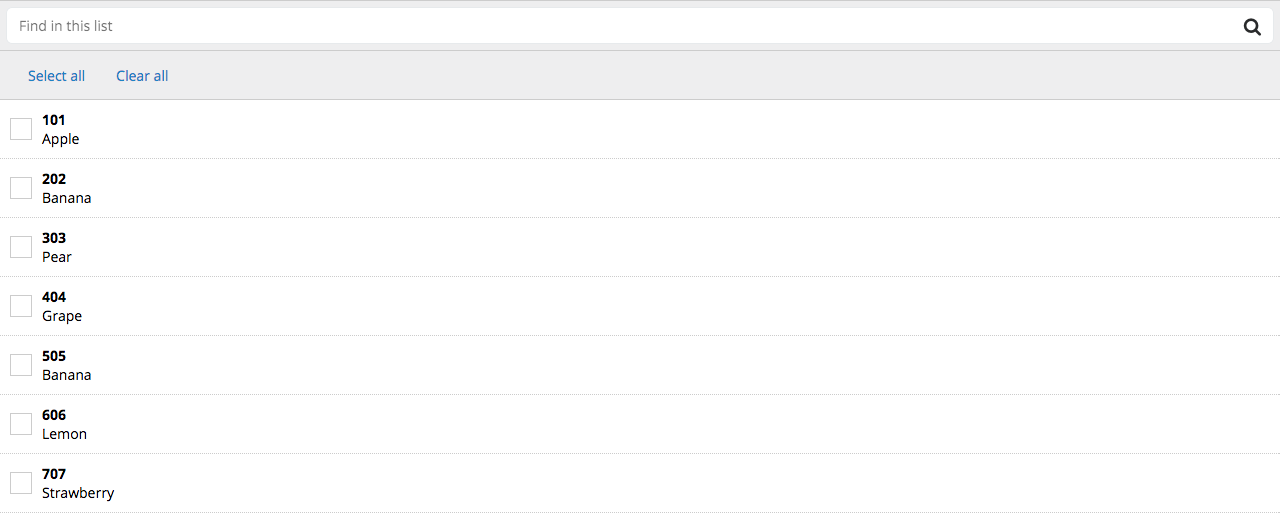 Find in this list
Select all Clear all
101
Apple
202
Banana
303
Pear
404
Grape
505
Banana
606
Lemon
707
Strawberry